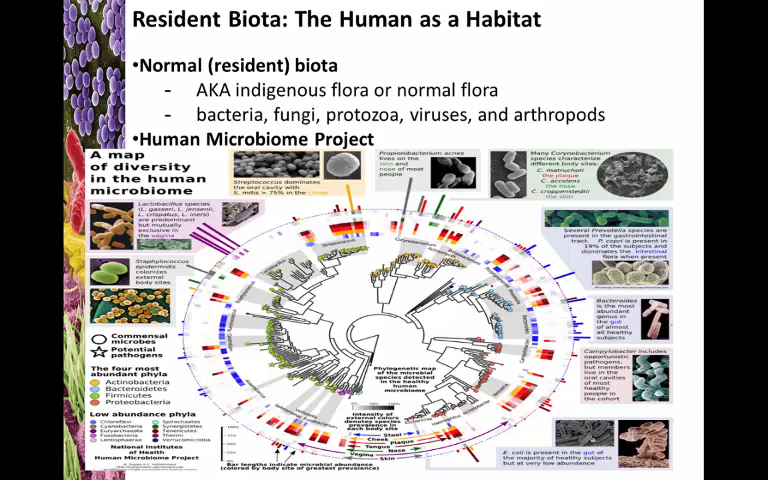 Resident Biota: The Human as a Habitat
•Normal (resident) biota
- AKA indigenous flora or normal flora
- bacteria, fungi, protozoa, viruses, and arthropods
•Human Microbiome Project
A map
of diversity
in the human
microbiome
Streptococcus dominates
the oral cavity with
S. mitis > 75% in the cheek
Propionibacterium acnes
lives on the
skin and
nose of most
people
Many Corynebacterium
species characterize
different body sites:
C. matruchoti
the plaque
C. accolens
the nose
C. croppenstedtii
the skin
Lactobacillus species
(L. gasseri, L. jensenii,
L. crispatus, L. iners)
are predominant
but mutually
exclusive in
the vagina
Several Prevotella species are
present in the gastrointestinal
tract. P. copri is present in
19% of the subjects and
dominates the intestinal
flora when present
Staphylococcus
epidermidis
colonizes
external
body sites
Bacteroides
is the most
abundant
genus in
the gut
of almost
all healthy
subjects
Commensal
microbes
Potential
pathogens
Campylobacter includes
opportunistic
pathogens,
but members
live in the
oral cavities
of most
healthy
people in
the cohort
The four most
abundant phyla
Actinobacteria
Bacteroidetes
Firmicutes
Proteobacteria
Phylogenetic map
of the microbial
species detected
in the healthy
human
microbiome
Low abundance phyla
Chloroflexi
Spirochaetes
Cyanobacteria
Synergistetes
Euryarchaeota
Tenericutes
Fusobacteria
Thermi
Lentisphaerae
Verrucomicrobia
Intensity of
external colors
denotes species
prevalence in
each body site
Stool
Cheek
Plaque
Tongue
Nose
Vagina
Skin
National Institutes
of Health
Human Microbiome Project
Bar lengths indicate microbial abundance
(colored by body site of greatest prevalence)
E. coli is present in the gut of
the majority of healthy subjects
but at very low abundance